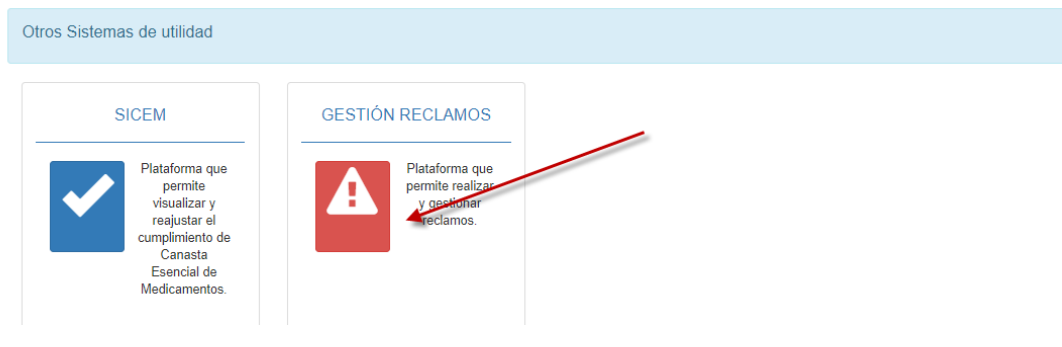 Otros Sistemas de utilidad
SICEM
Plataforma que
permite
visualizar y
reajustar el
cumplimiento de
Canasta
Esencial de
Medicamentos.
GESTIÓN RECLAMOS
Plataforma que
permite realizar
y gestionar
reclamos.